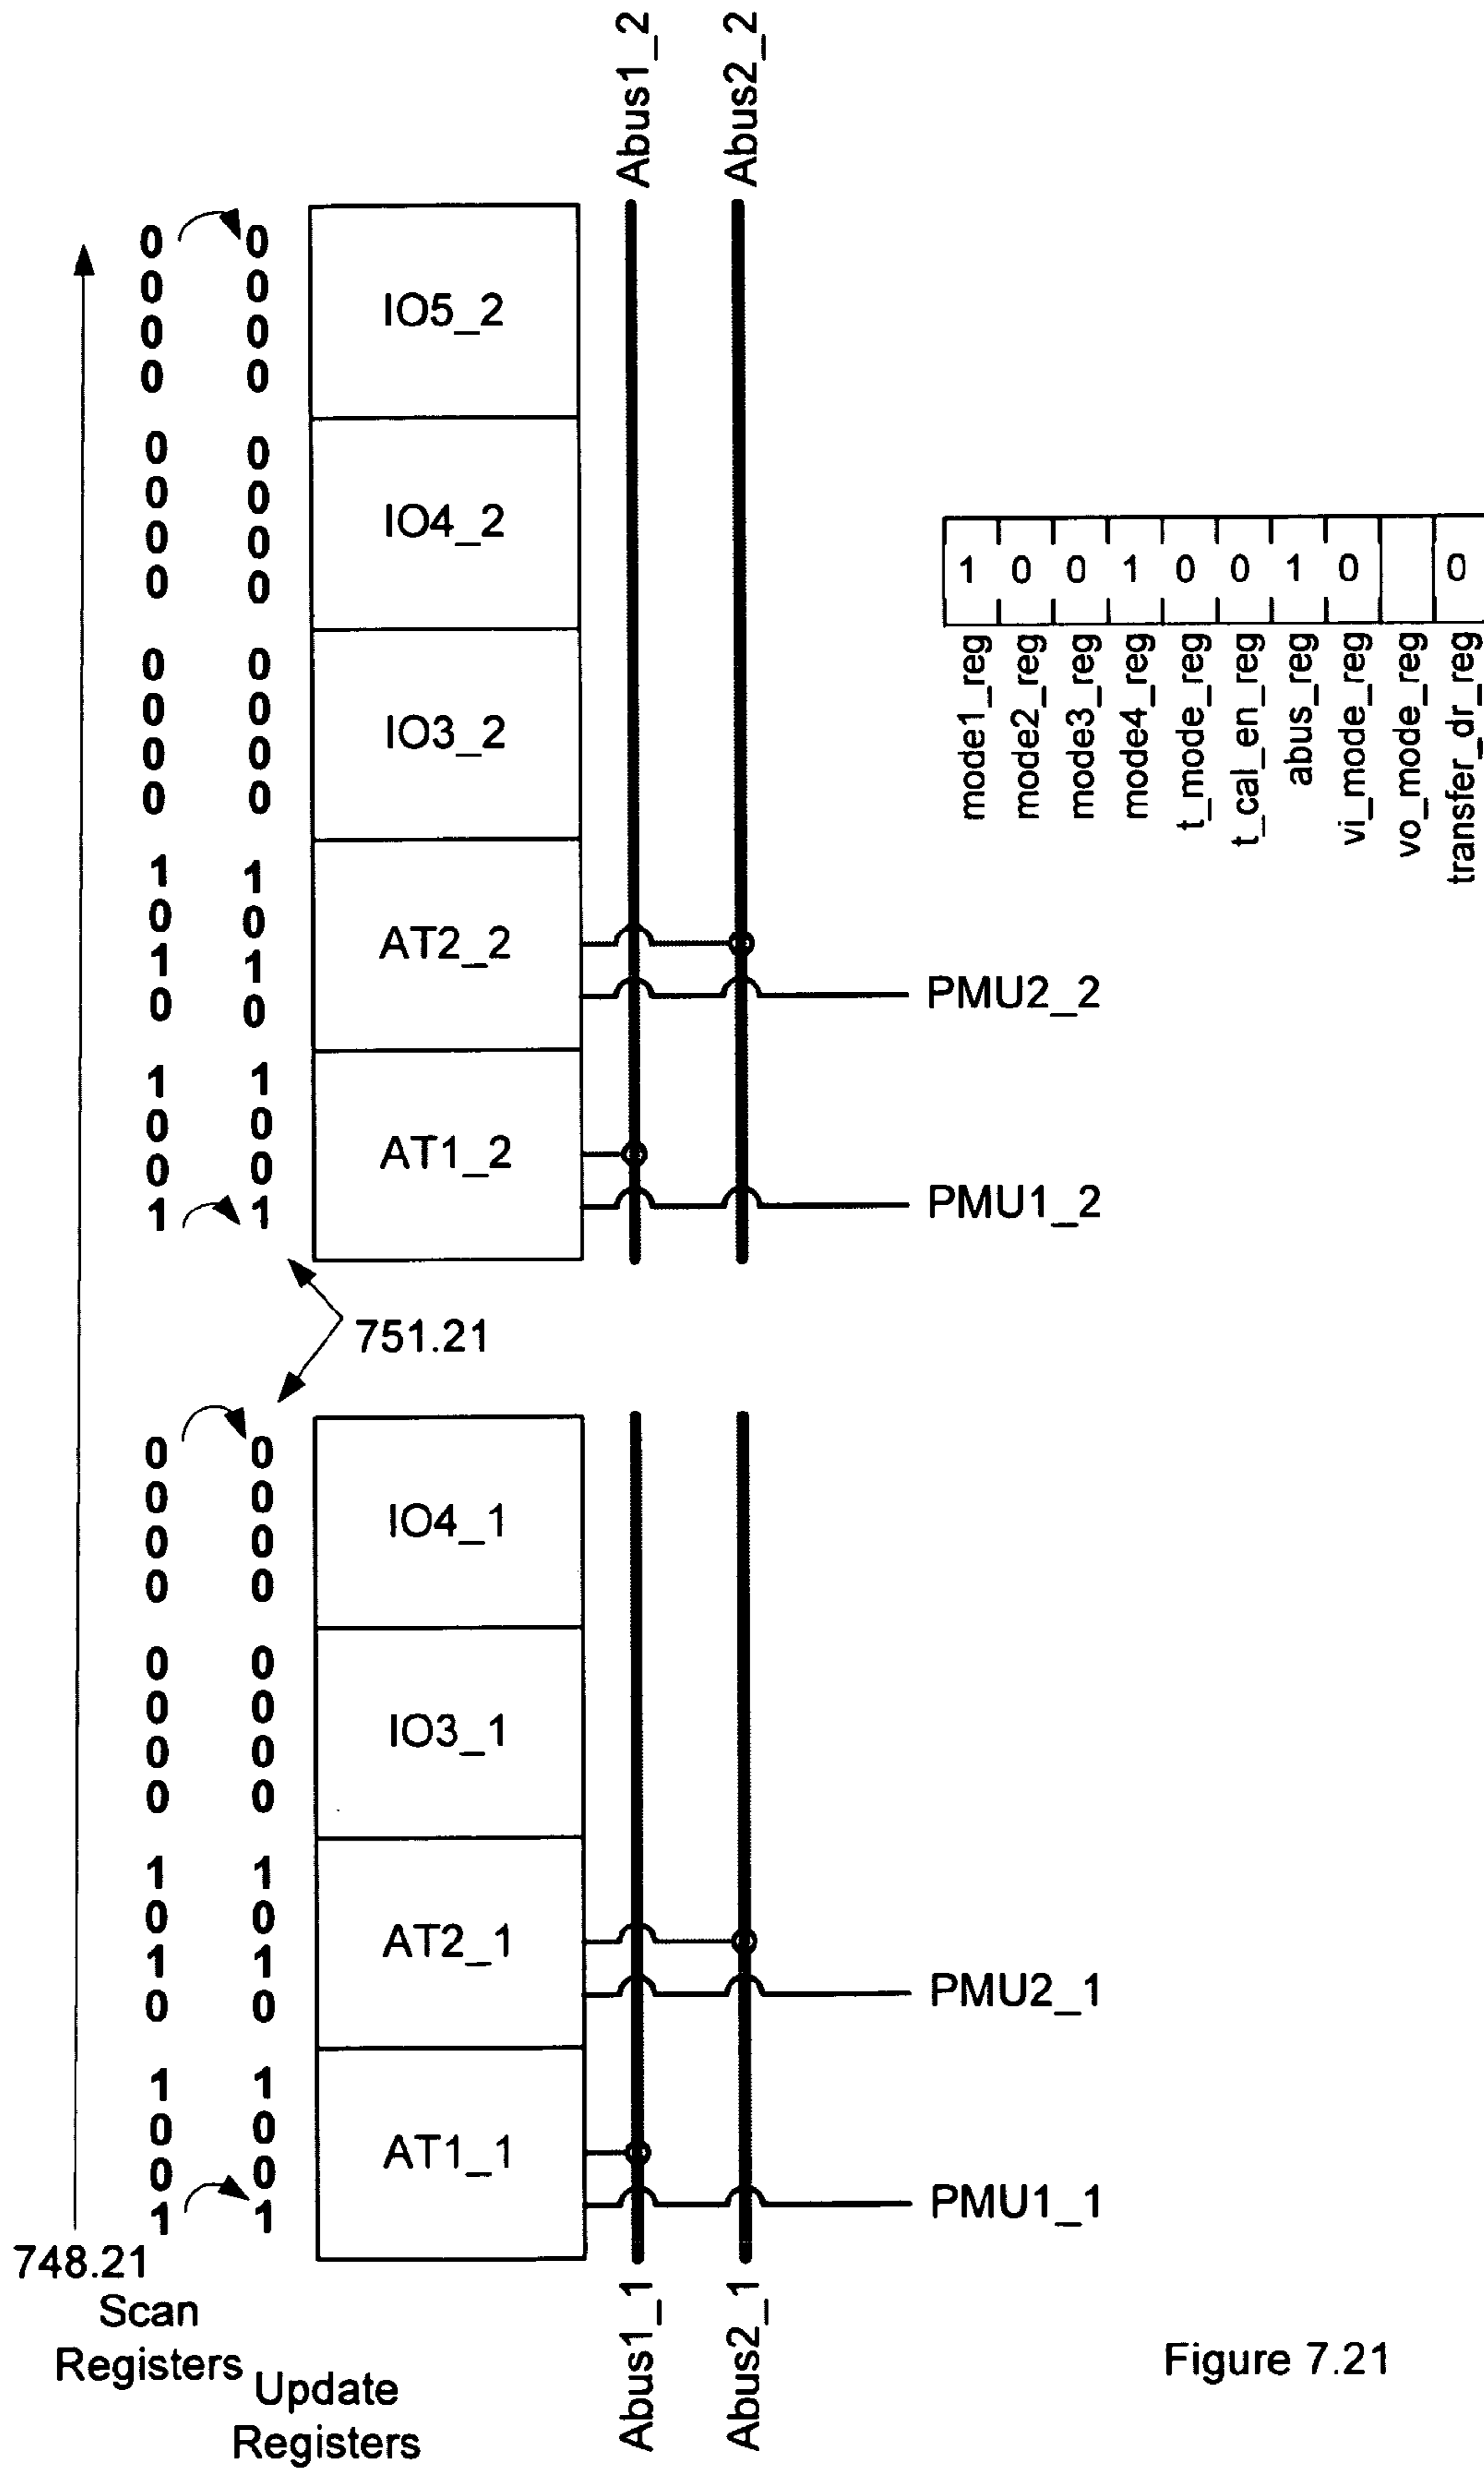 Abus1_2
Abus2_2
0 0
0 0
0 0
0 0
IO5_2
0 0
0 0
0 0
0 0
IO4_2
0 0
0 0
0 0
0 0
IO3_2
1 1
0 0
1 1
0 0
AT2_2
PMU2_2
1 1
0 0
0 0
1 1
AT1_2
PMU1_2
1 0 0 1 0 0 1 0 0
mode1_reg
mode2_reg
mode3_reg
mode4_reg
t_mode_reg
t_cal_en_reg
abus_reg
vi_mode_reg
vo_mode_reg
transfer_dr_reg
751.21
0 0
0 0
0 0
0 0
IO4_1
0 0
0 0
0 0
0 0
IO3_1
1 1
0 0
1 1
0 0
AT2_1
PMU2_1
1 1
0 0
0 0
1 1
AT1_1
PMU1_1
748.21
Scan
Registers
Update
Registers
Abus1_1
Abus2_1
Figure 7.21